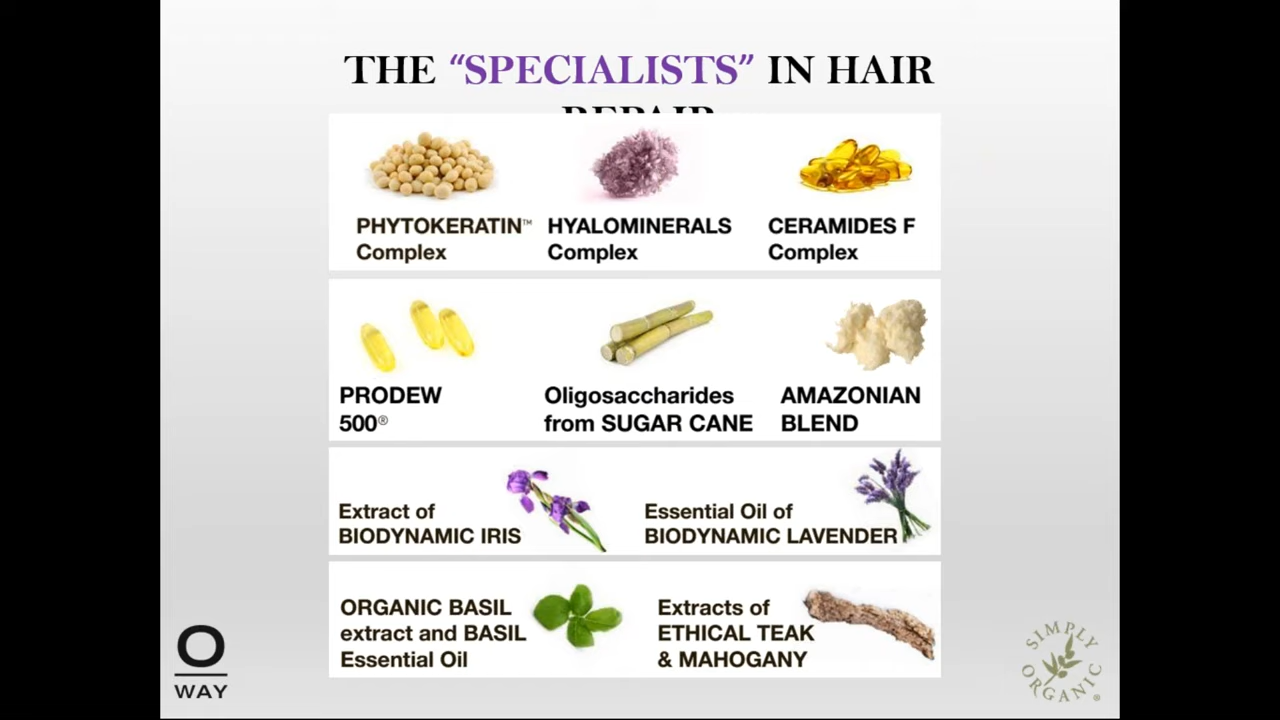 THE “SPECIALISTS” IN HAIR
REPAIR
PHYTOKERATIN™ Complex
HYALOMINERALS Complex
CERAMIDES F Complex
PRODEW 500®
Oligosaccharides from SUGAR CANE
AMAZONIAN BLEND
Extract of
BIODYNAMIC IRIS
Essential Oil of
BIODYNAMIC LAVENDER
ORGANIC BASIL
extract and BASIL
Essential Oil
Extracts of
ETHICAL TEAK
& MAHOGANY
O
WAY
SIMPLY
ORGANIC®